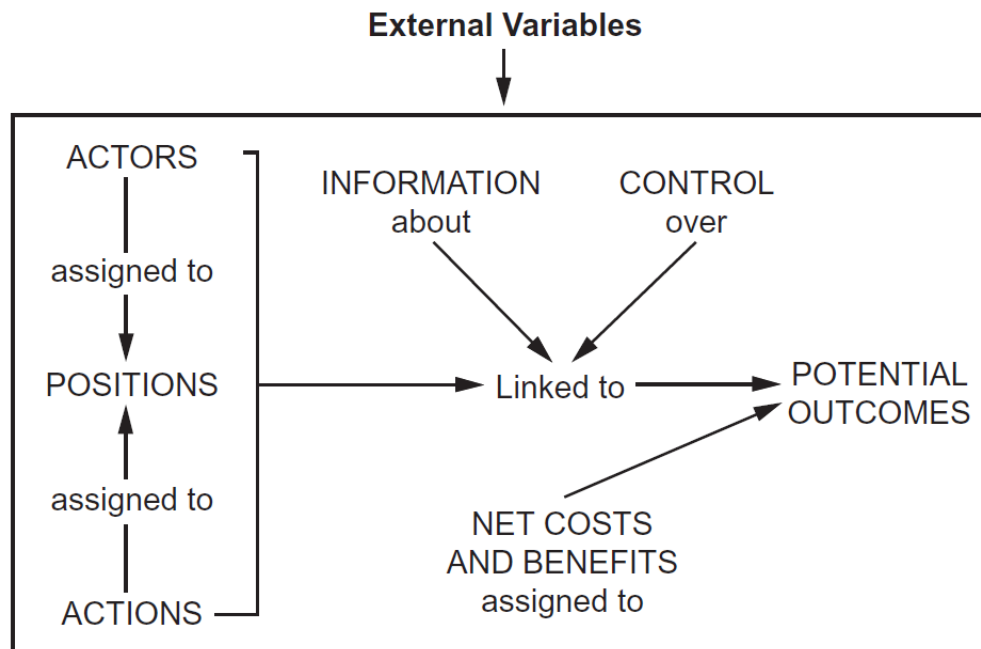 External Variables
ACTORS
assigned to
POSITIONS
assigned to
ACTIONS
INFORMATION
about
CONTROL
over
Linked to
POTENTIAL
OUTCOMES
NET COSTS
AND BENEFITS
assigned to